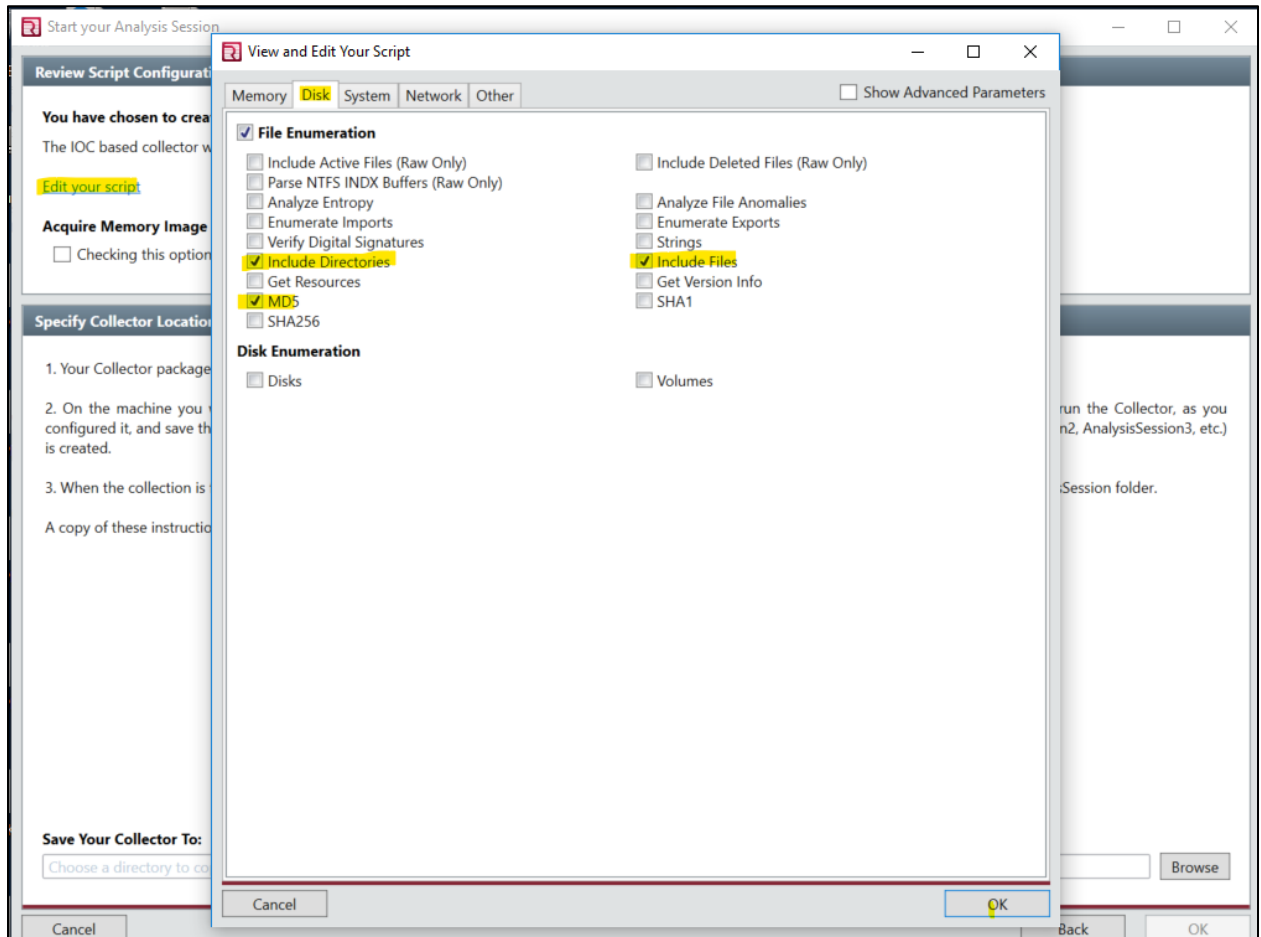 Start your Analysis Session
View and Edit Your Script
Review Script Configurati
Memory Disk System Network Other
Show Advanced Parameters
You have chosen to crea
The IOC based collector w
Edit your script
Acquire Memory Image
Checking this option
File Enumeration
Include Active Files (Raw Only)
Include Deleted Files (Raw Only)
Parse NTFS INDX Buffers (Raw Only)
Analyze Entropy
Analyze File Anomalies
Enumerate Imports
Enumerate Exports
Verify Digital Signatures
Strings
Include Directories
Include Files
Get Resources
Get Version Info
MD5
SHA1
SHA256
Disk Enumeration
Disks
Volumes
Specify Collector Locatio
1. Your Collector package
2. On the machine you
run the Collector, as you
configured it, and save th
n2, AnalysisSession3, etc.)
is created.
3. When the collection is
Session folder.
A copy of these instructio
Save Your Collector To:
Choose a directory to co
Browse
Cancel
OK
Cancel
Back
OK